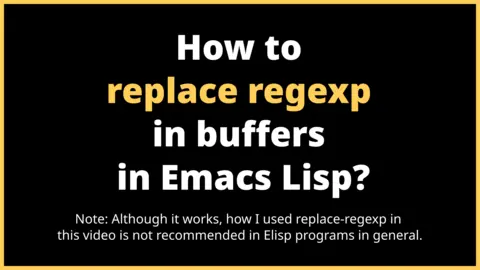 How to
replace regexp
in buffers
in Emacs Lisp?
Note: Although it works, how I used replace-regexp in
this video is not recommended in Elisp programs in general.